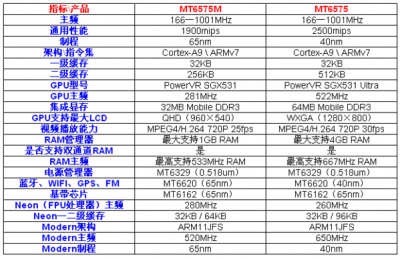 指标\产品 MT6575M MT6575
主频 166—1001MHz 166—1001MHz
通用性能 1900mips 2500mips
制程 65nm 40nm
架构\指令集 Cortex-A9 \ ARMv7 Cortex-A9 \ ARMv7
一级缓存 32KB 32KB
二级缓存 256KB 512KB
GPU型号 PowerVR SGX531 PowerVR SGX531 Ultra
GPU主频 281MHz 522MHz
集成显存 32MB Mobile DDR3 64MB Mobile DDR3
GPU支持最大LCD QHD (960×540) WXGA (1280×800)
视频播放能力 MPEG4/H.264 720P 25fps MPEG4/H.264 720P 30fps
RAM管理器 最大支持1GB RAM 最大支持4GB RAM
是否支持双通道RAM 是 是
RAM主频 最高支持533MHz RAM 最高支持667MHz RAM
电源管理器 MT6329 (0.518um) MT6329 (0.518um)
蓝牙、WIFI、GPS、FM MT6620 (65nm) MT6620 (40nm)
基带芯片 MT6162 (65nm) MT6162 (65nm)
Neon (FPU处理器) 主频 280MHz 260MHz
Neon一二级缓存 32KB / 64KB 32KB / 96KB
Modern架构 ARM11JFS ARM11JFS
Modern主频 520MHz 650MHz
Modern制程 65nm 40nm